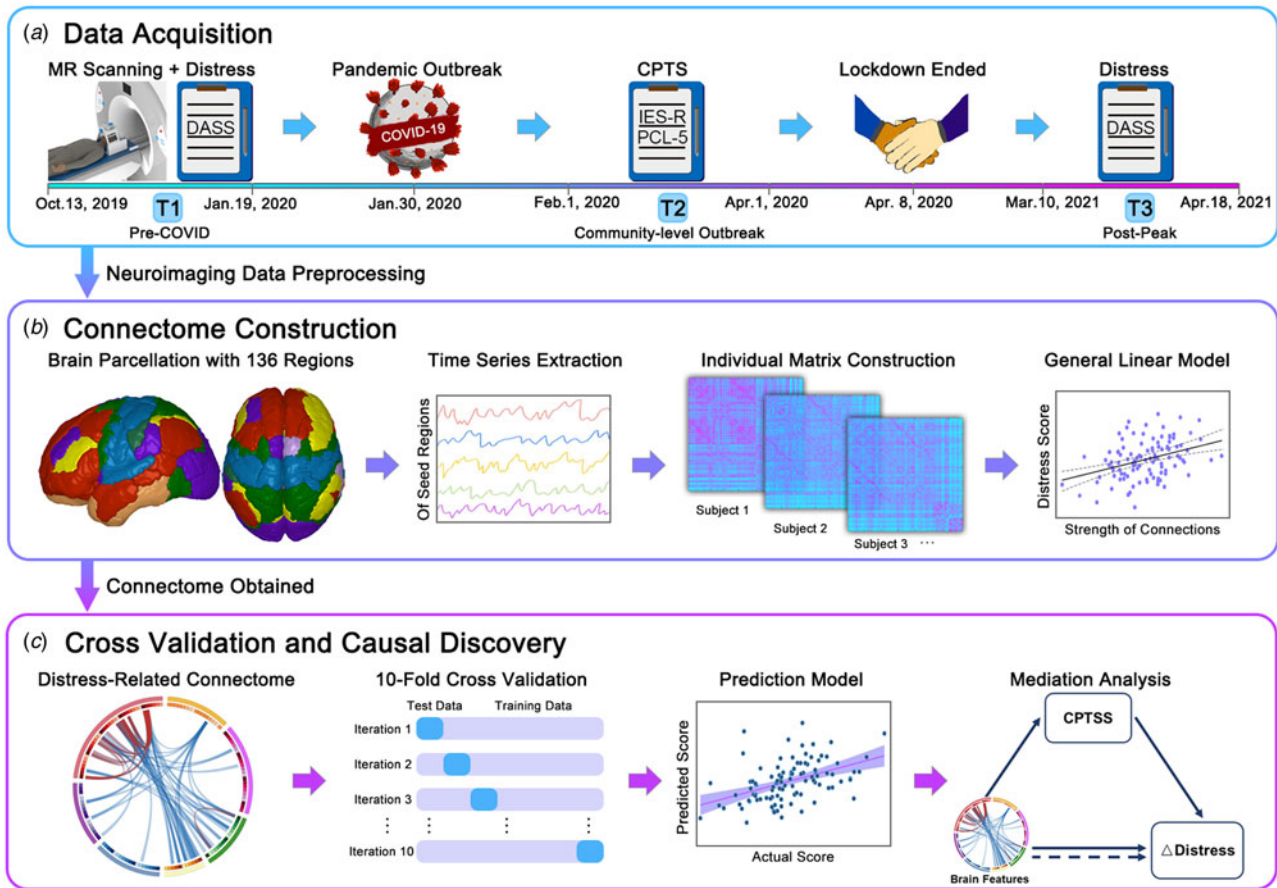 (a) Data Acquisition
MR Scanning + Distress
Pandemic Outbreak
CPTS
Lockdown Ended
Distress
DASS
COVID-19
IES-R
PCL-5
DASS
Oct.13, 2019
T1
Jan.19, 2020
Jan.30, 2020
Feb.1, 2020
T2
Apr.1, 2020
Apr. 8, 2020
Mar.10, 2021
T3
Apr.18, 2021
Pre-COVID
Community-level Outbreak
Post-Peak
Neuroimaging Data Preprocessing
(b) Connectome Construction
Brain Parcellation with 136 Regions
Time Series Extraction
Individual Matrix Construction
General Linear Model
Of Seed Regions
Subject 1
Subject 2
Subject 3 ...
Distress Score
Strength of Connections
Connectome Obtained
(c) Cross Validation and Causal Discovery
Distress-Related Connectome
10-Fold Cross Validation
Prediction Model
Mediation Analysis
Test Data
Training Data
Iteration 1
Iteration 2
Iteration 3
Iteration 10
Predicted Score
Actual Score
CPTSS
△Distress
Brain Features